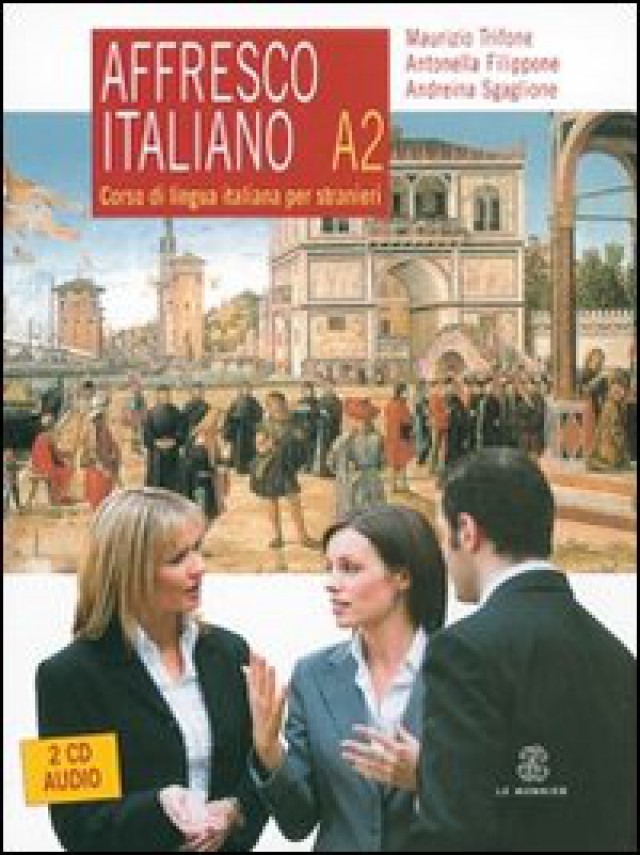 AFFRESCO
ITALIANO A2
Corso di lingua italiana per stranieri
Maurizio Trifone
Antonella Filippone
Andreina Sgaglione
2 CD
AUDIO
LE MONNIER